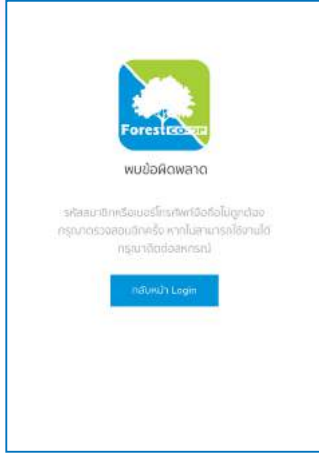 Forest CO-OP
พบข้อผิดพลาด
รหัสสมาชิกหรือเบอร์โทรศัพท์มือถือไม่ถูกต้อง
กรุณาตรวจสอบอีกครั้ง หากไม่สามารถใช้งานได้
กรุณาติดต่อสหกรณ์
กลับหน้า Login